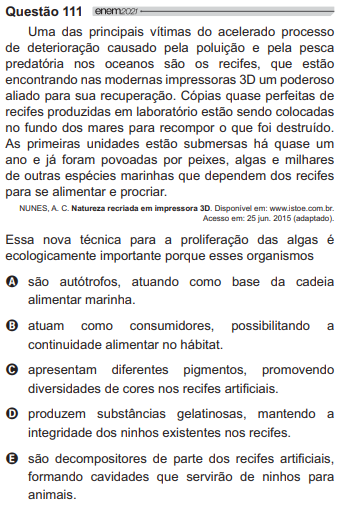 Questão 111 enem2021
Uma das principais vítimas do acelerado processo
de deterioração causado pela poluição e pela pesca
predatória nos oceanos são os recifes, que estão
encontrando nas modernas impressoras 3D um poderoso
aliado para sua recuperação. Cópias quase perfeitas de
recifes produzidas em laboratório estão sendo colocadas
no fundo dos mares para recompor o que foi destruído.
As primeiras unidades estão submersas há quase um
ano e já foram povoadas por peixes, algas e milhares
de outras espécies marinhas que dependem dos recifes
para se alimentar e procriar.
NUNES, A. C. Natureza recriada em impressora 3D. Disponível em: www.istoe.com.br.
Acesso em: 25 jun. 2015 (adaptado).
Essa nova técnica para a proliferação das algas é
ecologicamente importante porque esses organismos
A são autótrofos, atuando como base da cadeia
alimentar marinha.
B atuam como consumidores, possibilitando a
continuidade alimentar no hábitat.
C apresentam diferentes pigmentos, promovendo
diversidades de cores nos recifes artificiais.
D produzem substâncias gelatinosas, mantendo a
integridade dos ninhos existentes nos recifes.
E são decompositores de parte dos recifes artificiais,
formando cavidades que servirão de ninhos para
animais.